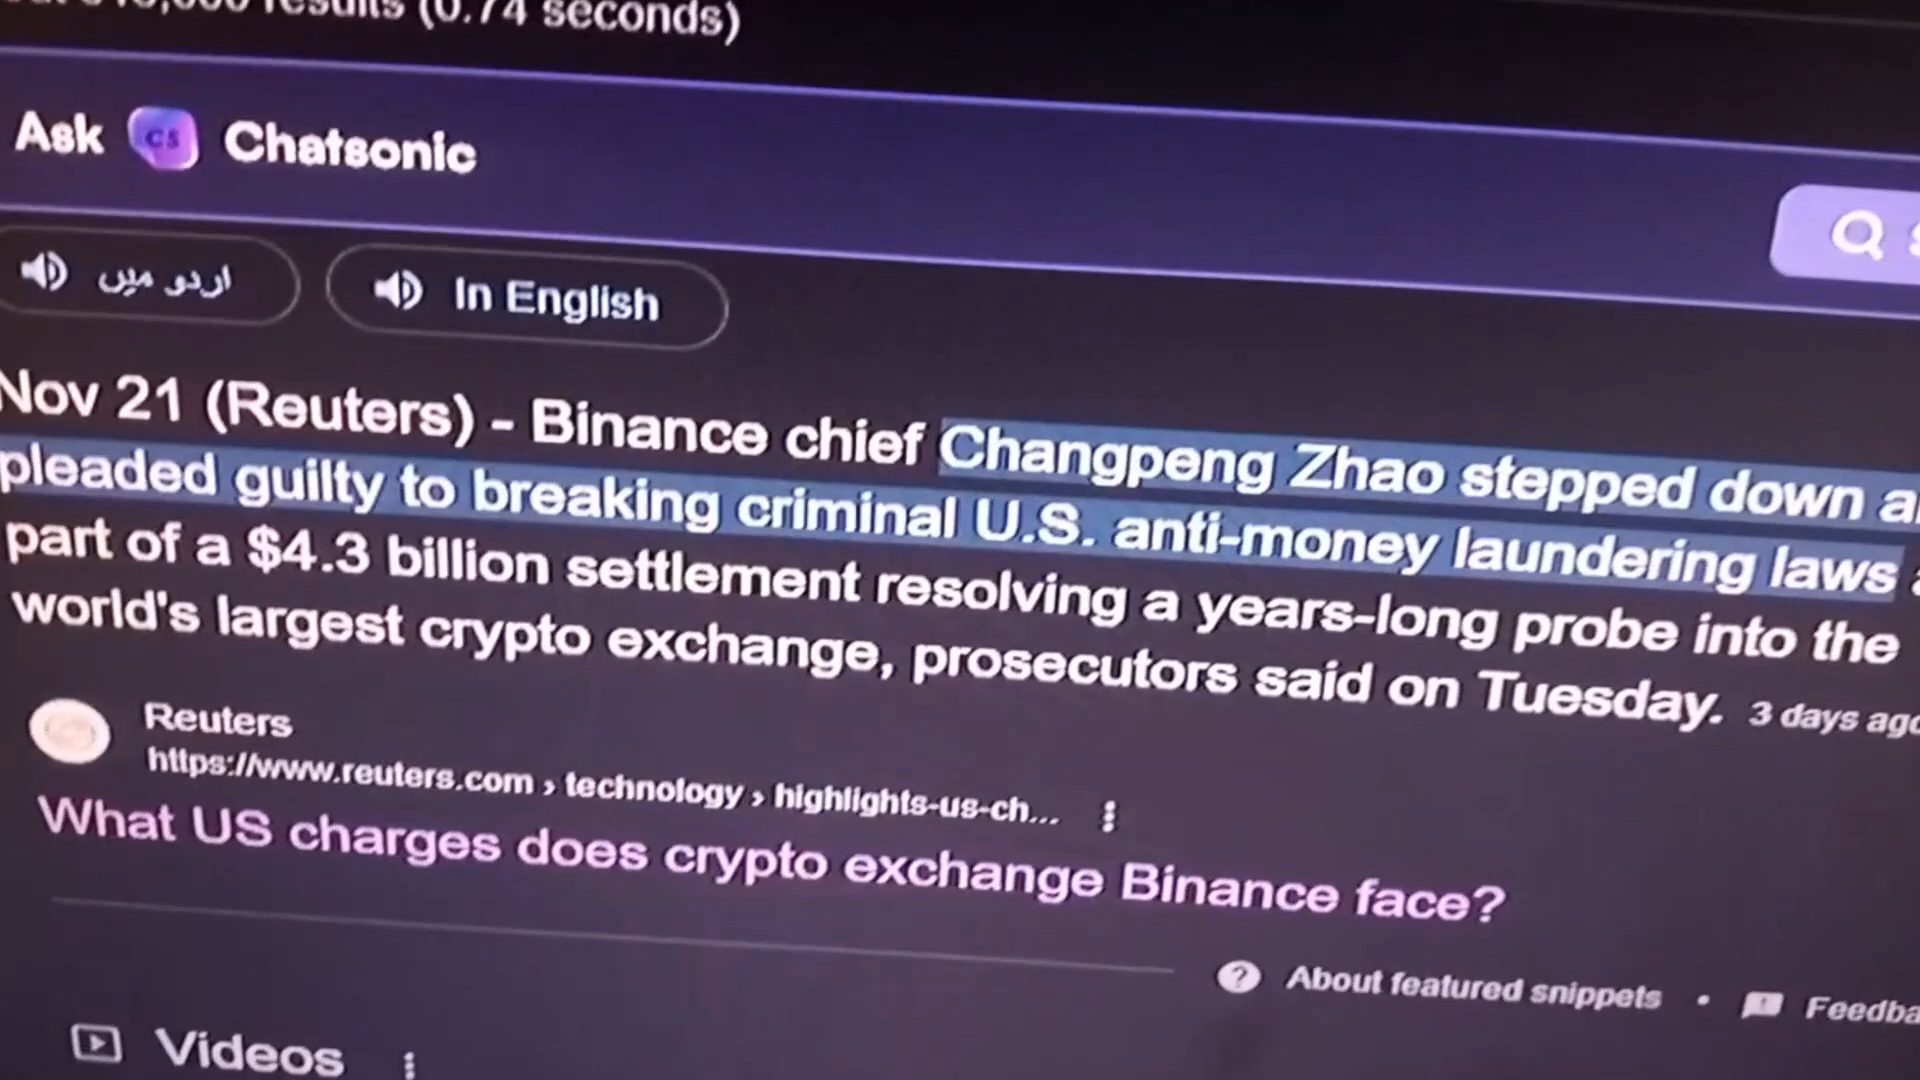 results (0.74 seconds)
Ask CS Chatsonic
اردو میں
In English
Nov 21 (Reuters) - Binance chief Changpeng Zhao stepped down
pleaded guilty to breaking criminal U.S. anti-money laundering laws
part of a $4.3 billion settlement resolving a years-long probe into the
world's largest crypto exchange, prosecutors said on Tuesday. 3 days ago
Reuters
https://www.reuters.com › technology › highlights-us-ch...
What US charges does crypto exchange Binance face?
About featured snippets • Feedba
Videos